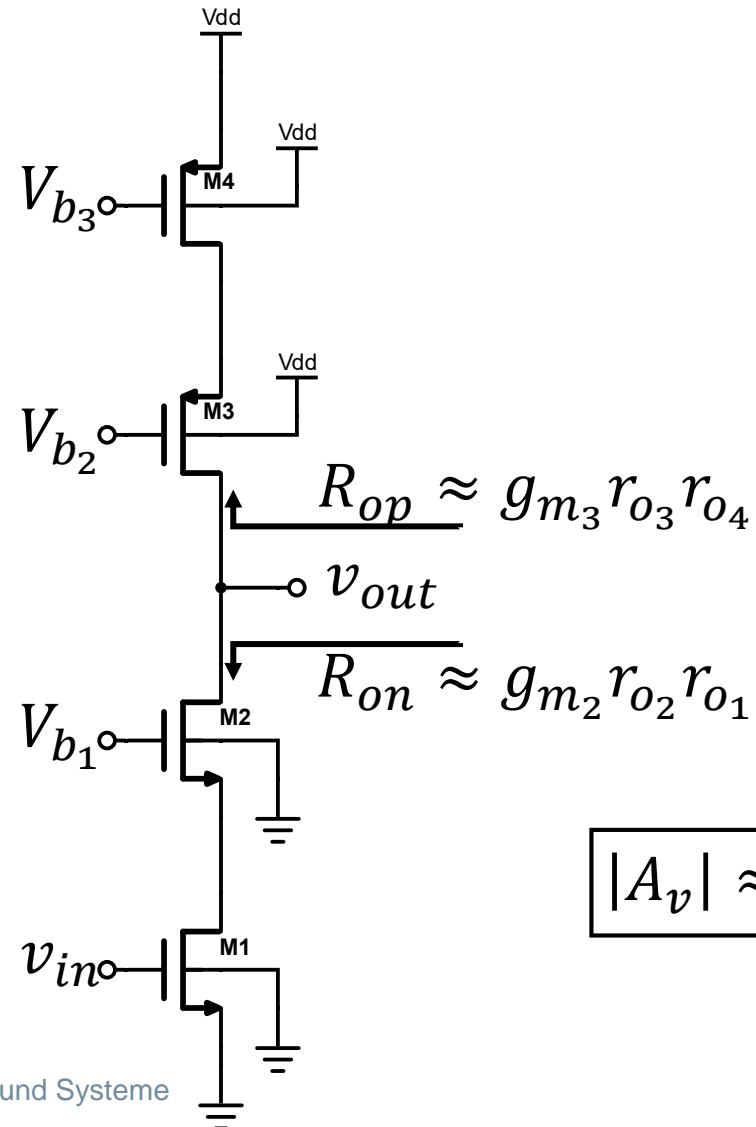 Vdd
Vdd
M4
V_{b_3}
Vdd
M3
V_{b_2}
R_{op} ≈ g_{m_3}r_{o_3}r_{o_4}
v_{out}
R_{on} ≈ g_{m_2}r_{o_2}r_{o_1}
M2
V_{b_1}
|A_v| ≈
M1
v_{in}
und Systeme